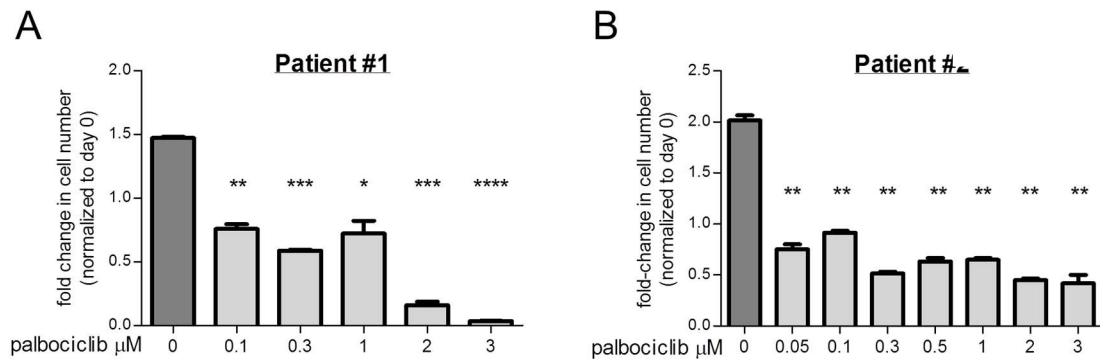 A
Patient #1
fold change in cell number
(normalized to day 0)
2.0
1.5
1.0
0.5
0.0
** *** * *** ****
palbociclib μM 0 0.1 0.3 1 2 3
B
Patient #2
fold-change in cell number
(normalized to day 0)
2.5
2.0
1.5
1.0
0.5
0.0
** ** ** ** ** ** **
palbociclib μM 0 0.05 0.1 0.3 0.5 1 2 3